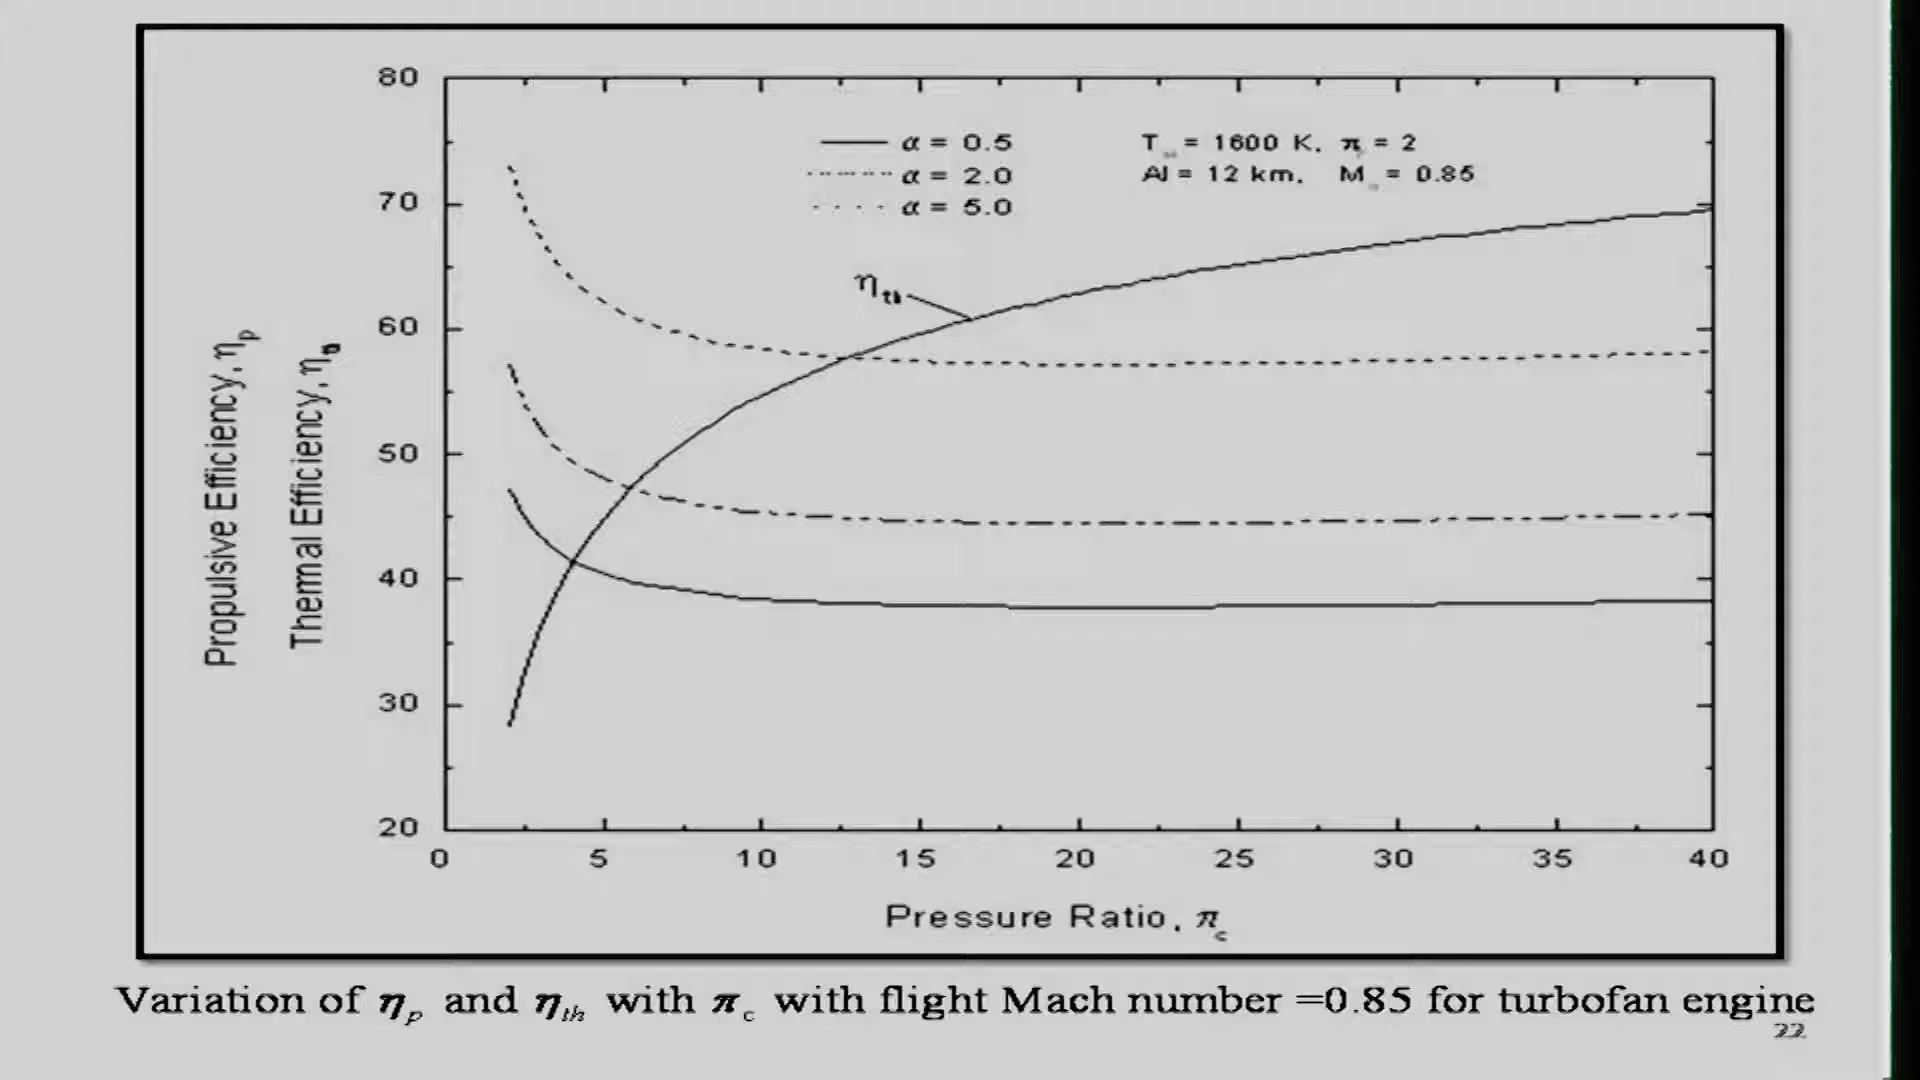 80
70
60
50
40
30
20
0 5 10 15 20 25 30 35 40
α = 0.5
α = 2.0
α = 5.0
T = 1600 K, π = 2
Al = 12 km, M = 0.85
η th
Propulsive Efficiency, η p
Thermal Efficiency, η
Pressure Ratio, π c
Variation of η p and η th with π c with flight Mach number =0.85 for turbofan engine
22